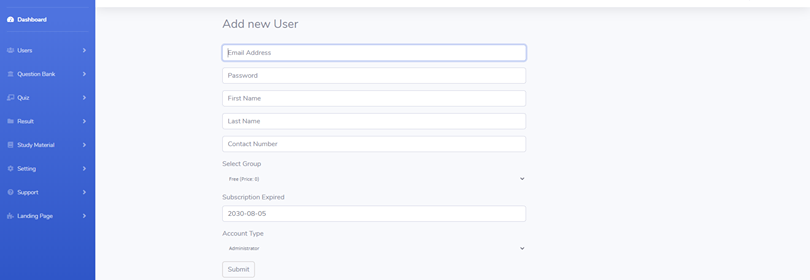 Dashboard
Users
Question Bank
Quiz
Result
Study Material
Setting
Support
Landing Page
Add new User
Email Address
Password
First Name
Last Name
Contact Number
Select Group
Free (Price: 0)
Subscription Expired
2030-08-05
Account Type
Administrator
Submit